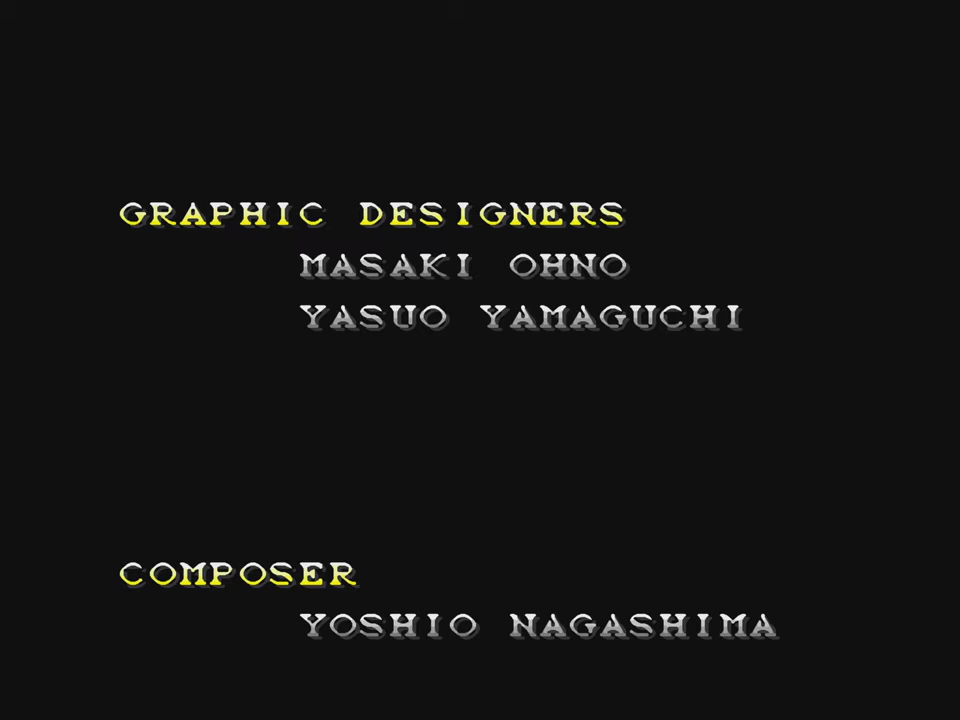 GRAPHIC DESIGNERS
MASAKI OHNO
YASUO YAMAGUCHI
COMPOSER
YOSHIO NAGASHIMA